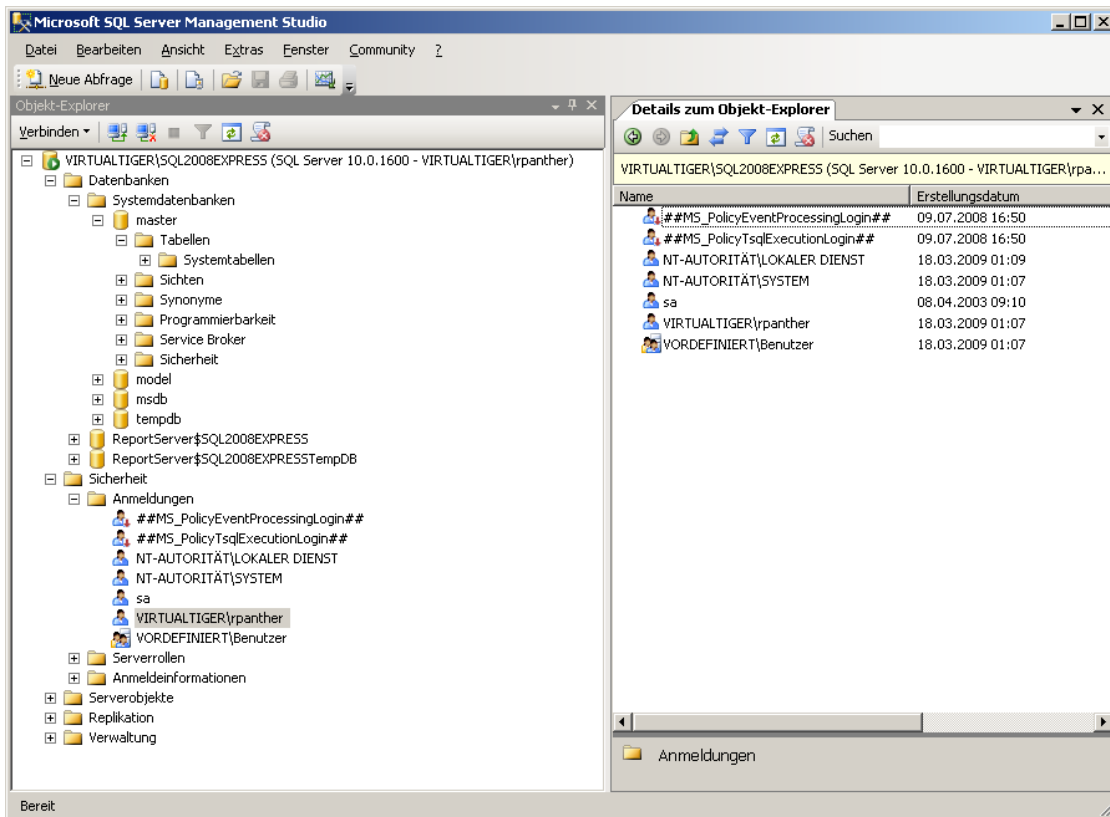 Microsoft SQL Server Management Studio
Datei Bearbeiten Ansicht Extras Fenster Community ?
Neue Abfrage
Objekt-Explorer
Verbinden
VIRTUALTIGER\SQL2008EXPRESS (SQL Server 10.0.1600 - VIRTUALTIGER\rpanther)
Datenbanken
Systemdatenbanken
master
Tabellen
Systemtabellen
Sichten
Synonyme
Programmierbarkeit
Service Broker
Sicherheit
model
msdb
tempdb
ReportServer$SQL2008EXPRESS
ReportServer$SQL2008EXPRESSTempDB
Sicherheit
Anmeldungen
##MS_PolicyEventProcessingLogin##
##MS_PolicyTsqlExecutionLogin##
NT-AUTORITÄT\LOKALER DIENST
NT-AUTORITÄT\SYSTEM
sa
VIRTUALTIGER\rpanther
VORDEFINIERT\Benutzer
Serverrollen
Anmeldeinformationen
Serverobjekte
Replikation
Verwaltung
Details zum Objekt-Explorer
Suchen
VIRTUALTIGER\SQL2008EXPRESS (SQL Server 10.0.1600 - VIRTUALTIGER\rpa...
Name Erstellungsdatum
##MS_PolicyEventProcessingLogin## 09.07.2008 16:50
##MS_PolicyTsqlExecutionLogin## 09.07.2008 16:50
NT-AUTORITÄT\LOKALER DIENST 18.03.2009 01:09
NT-AUTORITÄT\SYSTEM 18.03.2009 01:07
sa 08.04.2003 09:10
VIRTUALTIGER\rpanther 18.03.2009 01:07
VORDEFINIERT\Benutzer 18.03.2009 01:07
Anmeldungen
Bereit